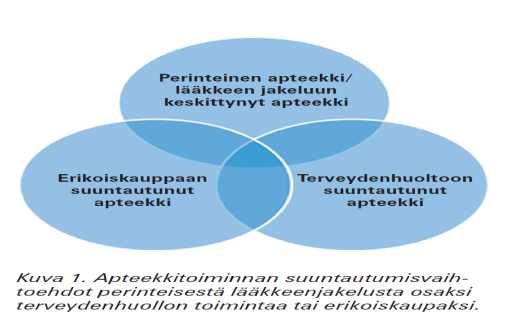 Perinteinen apteekki/
lääkkeen jakeluun
keskittynyt apteekki
Erikoiskauppaan
suuntautunut
apteekki
Terveydenhuoltoon
suuntautunut
apteekki
Kuva 1. Apteekkitoiminnan suuntautumisvaih-
toehdot perinteisestä lääkkeenjakelusta osaksi
terveydenhuollon toimintaa tai erikoiskaupaksi.